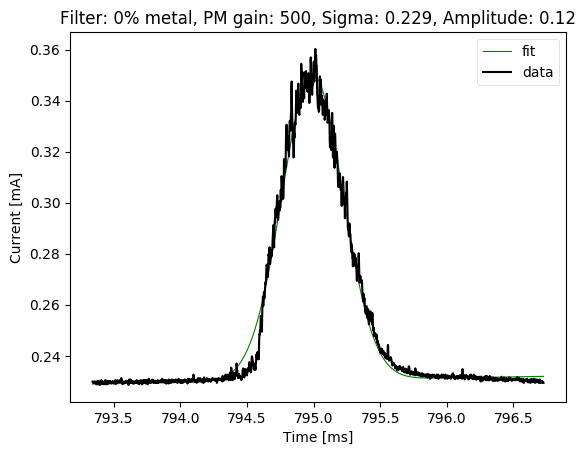 Filter: 0% metal, PM gain: 500, Sigma: 0.229, Amplitude: 0.12
fit
data
0.36
0.34
0.32
0.30
0.28
0.26
0.24
Current [mA]
793.5 794.0 794.5 795.0 795.5 796.0 796.5
Time [ms]